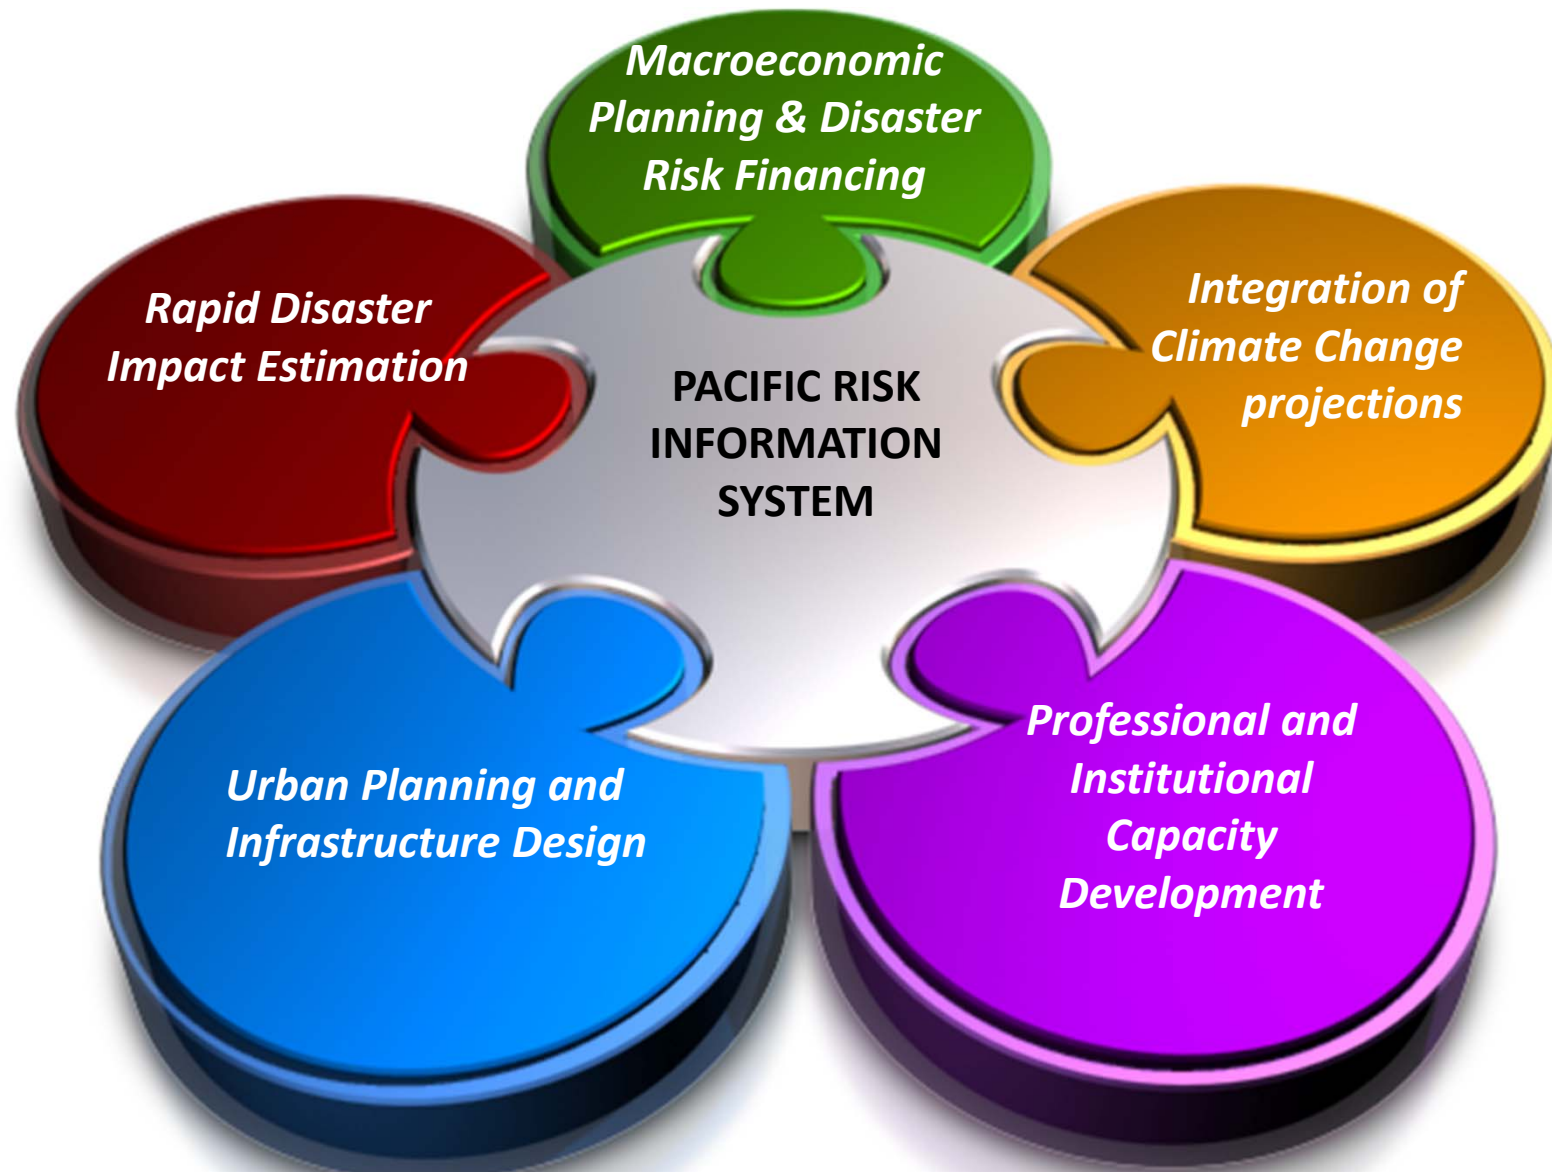 Macroeconomic
Planning & Disaster
Risk Financing
Rapid Disaster
Impact Estimation
Integration of
Climate Change
projections
PACIFIC RISK
INFORMATION
SYSTEM
Urban Planning and
Infrastructure Design
Professional and
Institutional
Capacity
Development